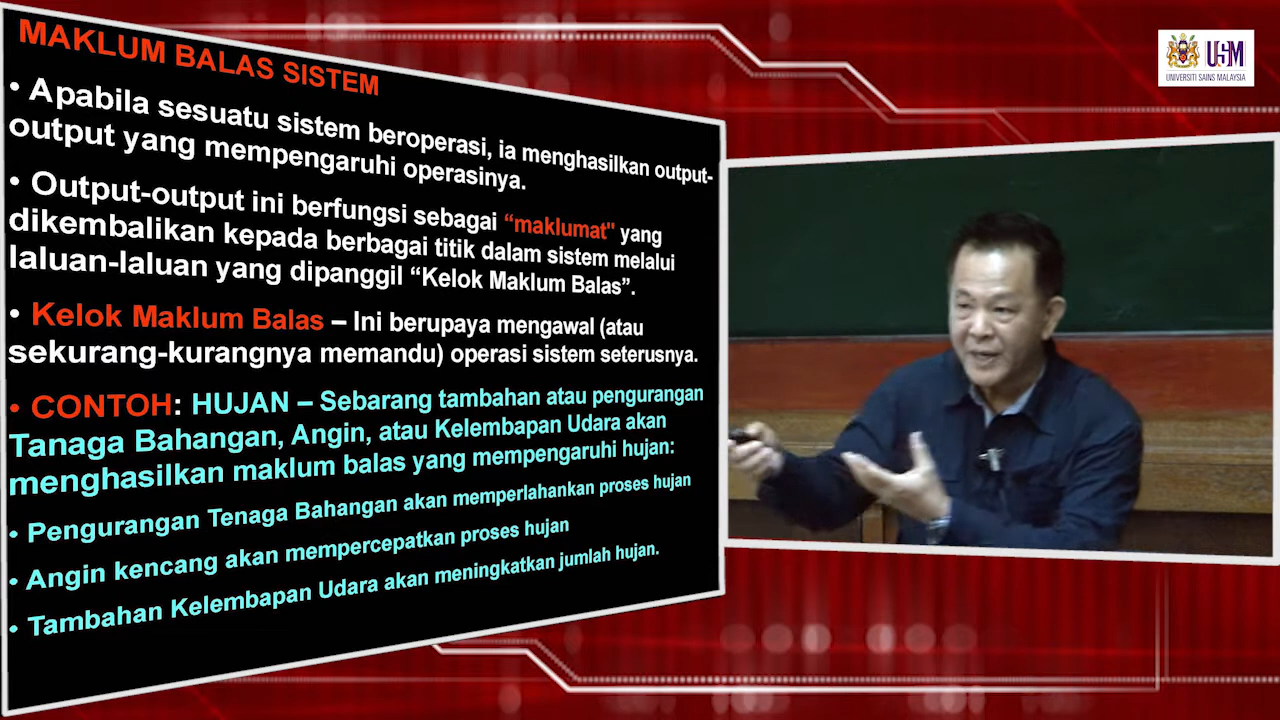 MAKLUM BALAS SISTEM
• Apabila sesuatu sistem beroperasi, ia menghasilkan output-
output yang mempengaruhi operasinya.
• Output-output ini berfungsi sebagai “maklumat" yang
dikembalikan kepada berbagai titik dalam sistem melalui
laluan-laluan yang dipanggil “Kelok Maklum Balas”.
• Kelok Maklum Balas – Ini berupaya mengawal (atau
sekurang-kurangnya memandu) operasi sistem seterusnya.
• CONTOH: HUJAN – Sebarang tambahan atau pengurangan
Tanaga Bahangan, Angin, atau Kelembapan Udara akan
menghasilkan maklum balas yang mempengaruhi hujan:
• Pengurangan Tenaga Bahangan akan memperlahankan proses hujan
• Angin kencang akan mempercepatkan proses hujan
• Tambahan Kelembapan Udara akan meningkatkan jumlah hujan.
USM
UNIVERSITI SAINS MALAYSIA